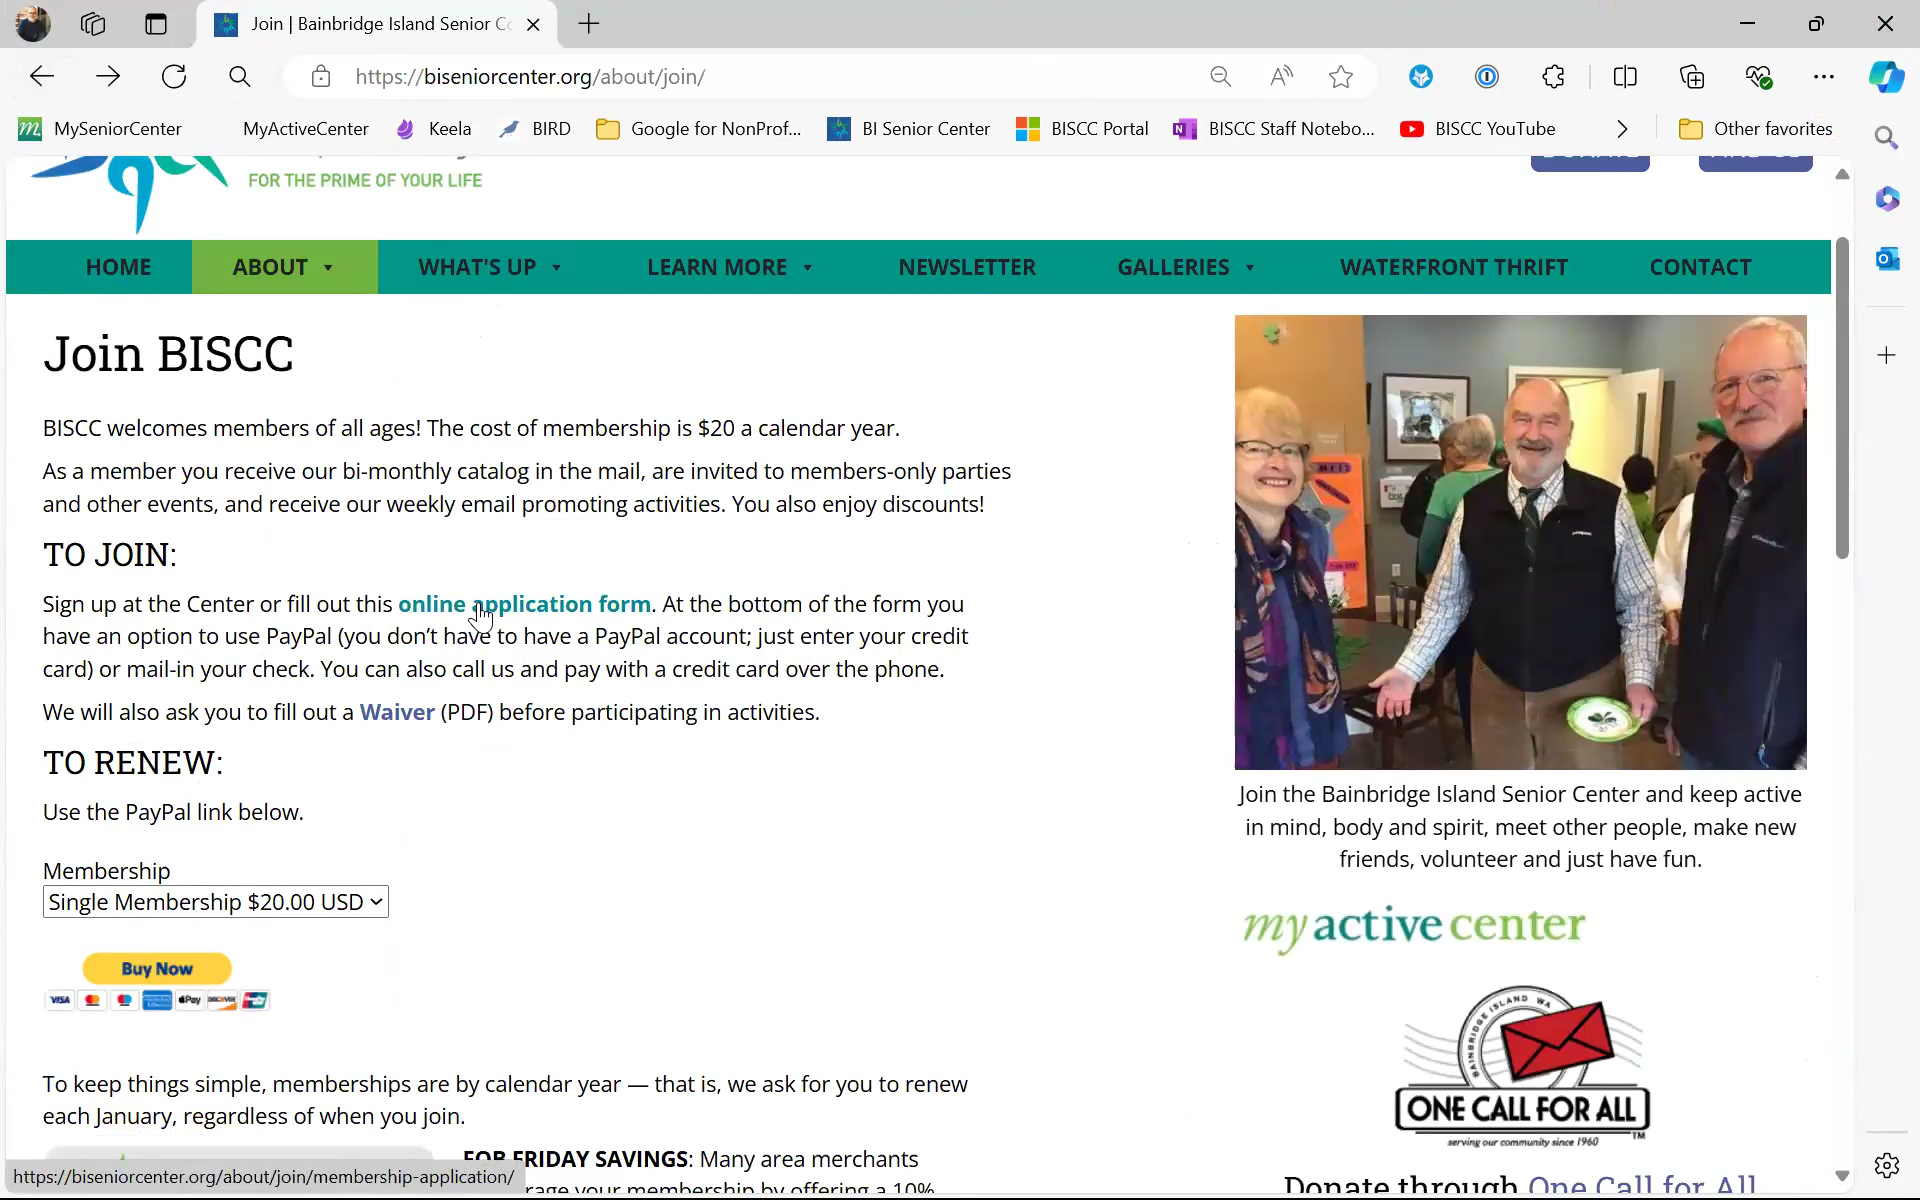 Join | Bainbridge Island Senior C
https://biseniorcenter.org/about/join/
MySeniorCenter MyActiveCenter Keela BIRD Google for NonProf... BI Senior Center BISCC Portal BISCC Staff Notebo... BISCC YouTube Other favorites
FOR THE PRIME OF YOUR LIFE
HOME ABOUT WHAT'S UP LEARN MORE NEWSLETTER GALLERIES WATERFRONT THRIFT CONTACT
Join BISCC
BISCC welcomes members of all ages! The cost of membership is $20 a calendar year.
As a member you receive our bi-monthly catalog in the mail, are invited to members-only parties
and other events, and receive our weekly email promoting activities. You also enjoy discounts!
TO JOIN:
Sign up at the Center or fill out this online application form. At the bottom of the form you
have an option to use PayPal (you don't have to have a PayPal account; just enter your credit
card) or mail-in your check. You can also call us and pay with a credit card over the phone.
We will also ask you to fill out a Waiver (PDF) before participating in activities.
TO RENEW:
Use the PayPal link below.
Membership
Single Membership $20.00 USD
Buy Now
VISA Pay DISCOVER
To keep things simple, memberships are by calendar year — that is, we ask for you to renew
each January, regardless of when you join.
FOR FRIDAY SAVINGS: Many area merchants
your membership by offering a 10%
https://biseniorcenter.org/about/join/membership-application/
Join the Bainbridge Island Senior Center and keep active
in mind, body and spirit, meet other people, make new
friends, volunteer and just have fun.
my active center
BAINBRIDGE ISLAND WA
ONE CALL FOR ALL
TM
serving our community since 1960
Donate through One Call for All